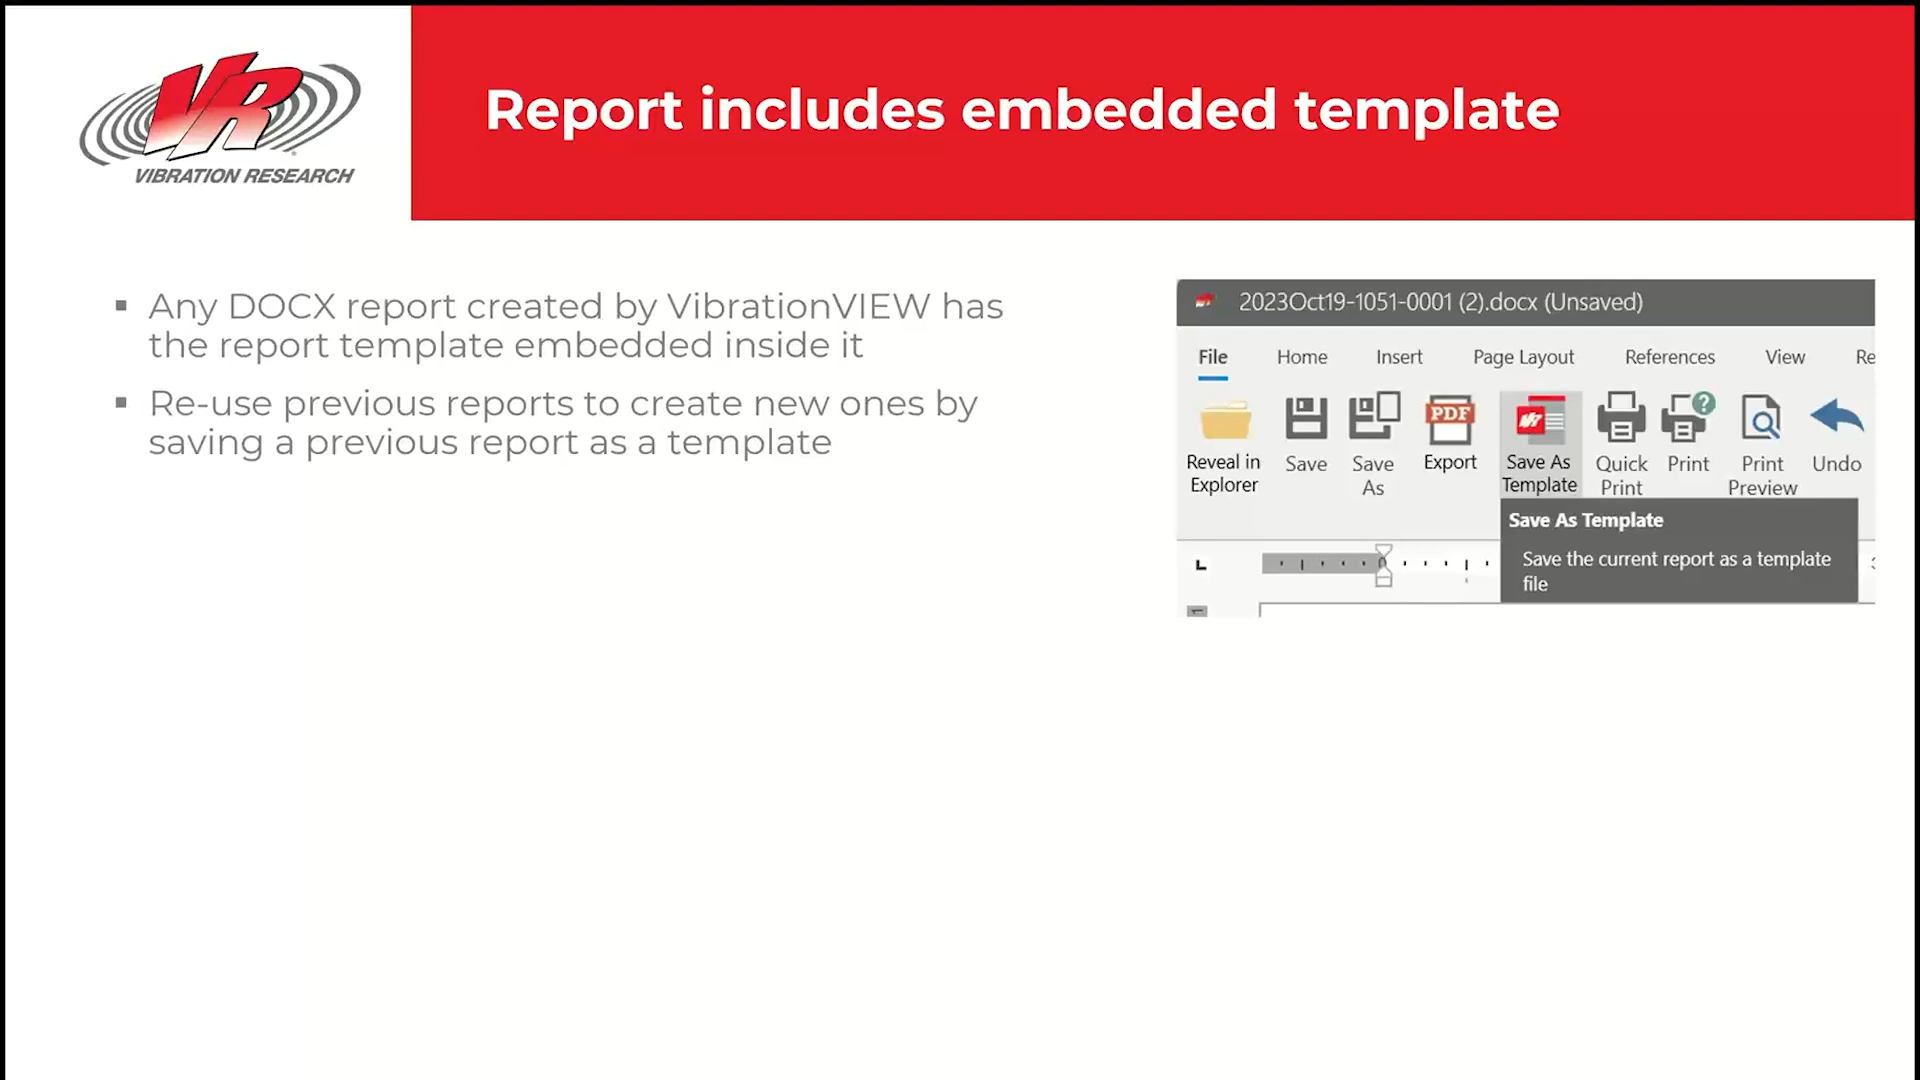 VR
VIBRATION RESEARCH
Report includes embedded template
▪ Any DOCX report created by VibrationVIEW has
the report template embedded inside it
▪ Re-use previous reports to create new ones by
saving a previous report as a template
2023Oct19-1051-0001 (2).docx (Unsaved)
File Home Insert Page Layout References View Re
PDF
Reveal in Explorer
Save
Save As
Export
Save As Template
Quick Print
Print
Print Preview
Undo
Save As Template
Save the current report as a template
file